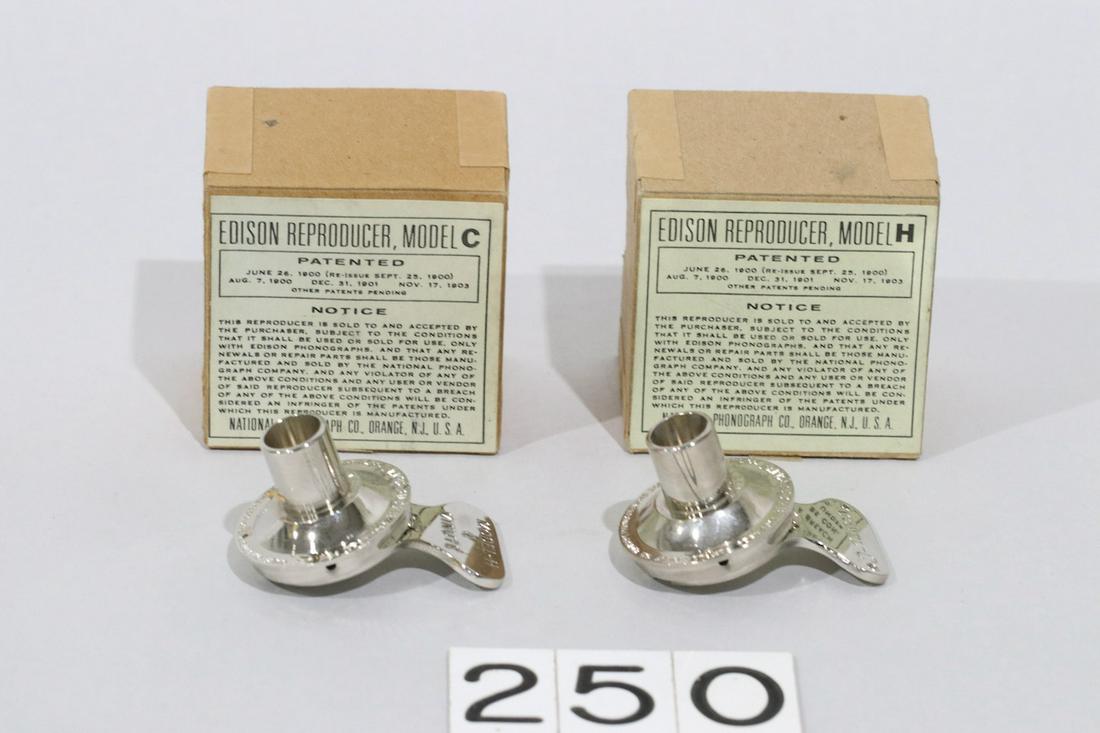 EDISON REPRODUCER, MODEL C
PATENTED
JUNE 26, 1900 (RE-ISSUE SEPT. 25, 1900)
AUG. 7, 1900 DEC. 31, 1901 NOV. 17, 1903
OTHER PATENTS PENDING
NOTICE
THIS REPRODUCER IS SOLD TO AND ACCEPTED BY
THE PURCHASER, SUBJECT TO THE CONDITIONS
THAT IT SHALL BE USED OR SOLD FOR USE, ONLY
WITH EDISON PHONOGRAPHS, AND THAT ANY RE-
NEWALS OR REPAIR PARTS SHALL BE THOSE MANU-
FACTURED AND SOLD BY THE NATIONAL PHONO-
GRAPH COMPANY. AND ANY VIOLATOR OF ANY OF
THE ABOVE CONDITIONS AND ANY USER OR VENDOR
OF SAID REPRODUCER SUBSEQUENT TO A BREACH
OF ANY OF THE ABOVE CONDITIONS WILL BE CON-
SIDERED AN INFRINGER OF THE PATENTS UNDER
WHICH THIS REPRODUCER IS MANUFACTURED.
NATIONAL CO., ORANGE, N.J., U.S.A.
EDISON REPRODUCER, MODEL H
PATENTED
JUNE 26, 1900 (RE-ISSUE SEPT. 25, 1900)
AUG. 7, 1900 DEC. 31, 1901 NOV. 17, 1903
OTHER PATENTS PENDING
NOTICE
THIS REPRODUCER IS SOLD TO AND ACCEPTED BY
THE PURCHASER, SUBJECT TO THE CONDITIONS
THAT IT SHALL BE USED OR SOLD FOR USE, ONLY
WITH EDISON PHONOGRAPHS, AND THAT ANY RE-
NEWALS OR REPAIR PARTS SHALL BE THOSE MANU-
FACTURED AND SOLD BY THE NATIONAL PHONO-
GRAPH COMPANY. AND ANY VIOLATOR OF ANY OF
THE ABOVE CONDITIONS AND ANY USER OR VENDOR
OF SAID REPRODUCER SUBSEQUENT TO A BREACH
OF ANY OF THE ABOVE CONDITIONS WILL BE CON-
SIDERED AN INFRINGER OF THE PATENTS UNDER
WHICH THIS REPRODUCER IS MANUFACTURED.
PHONOGRAPH CO., ORANGE, N.J., U.S.A.
250